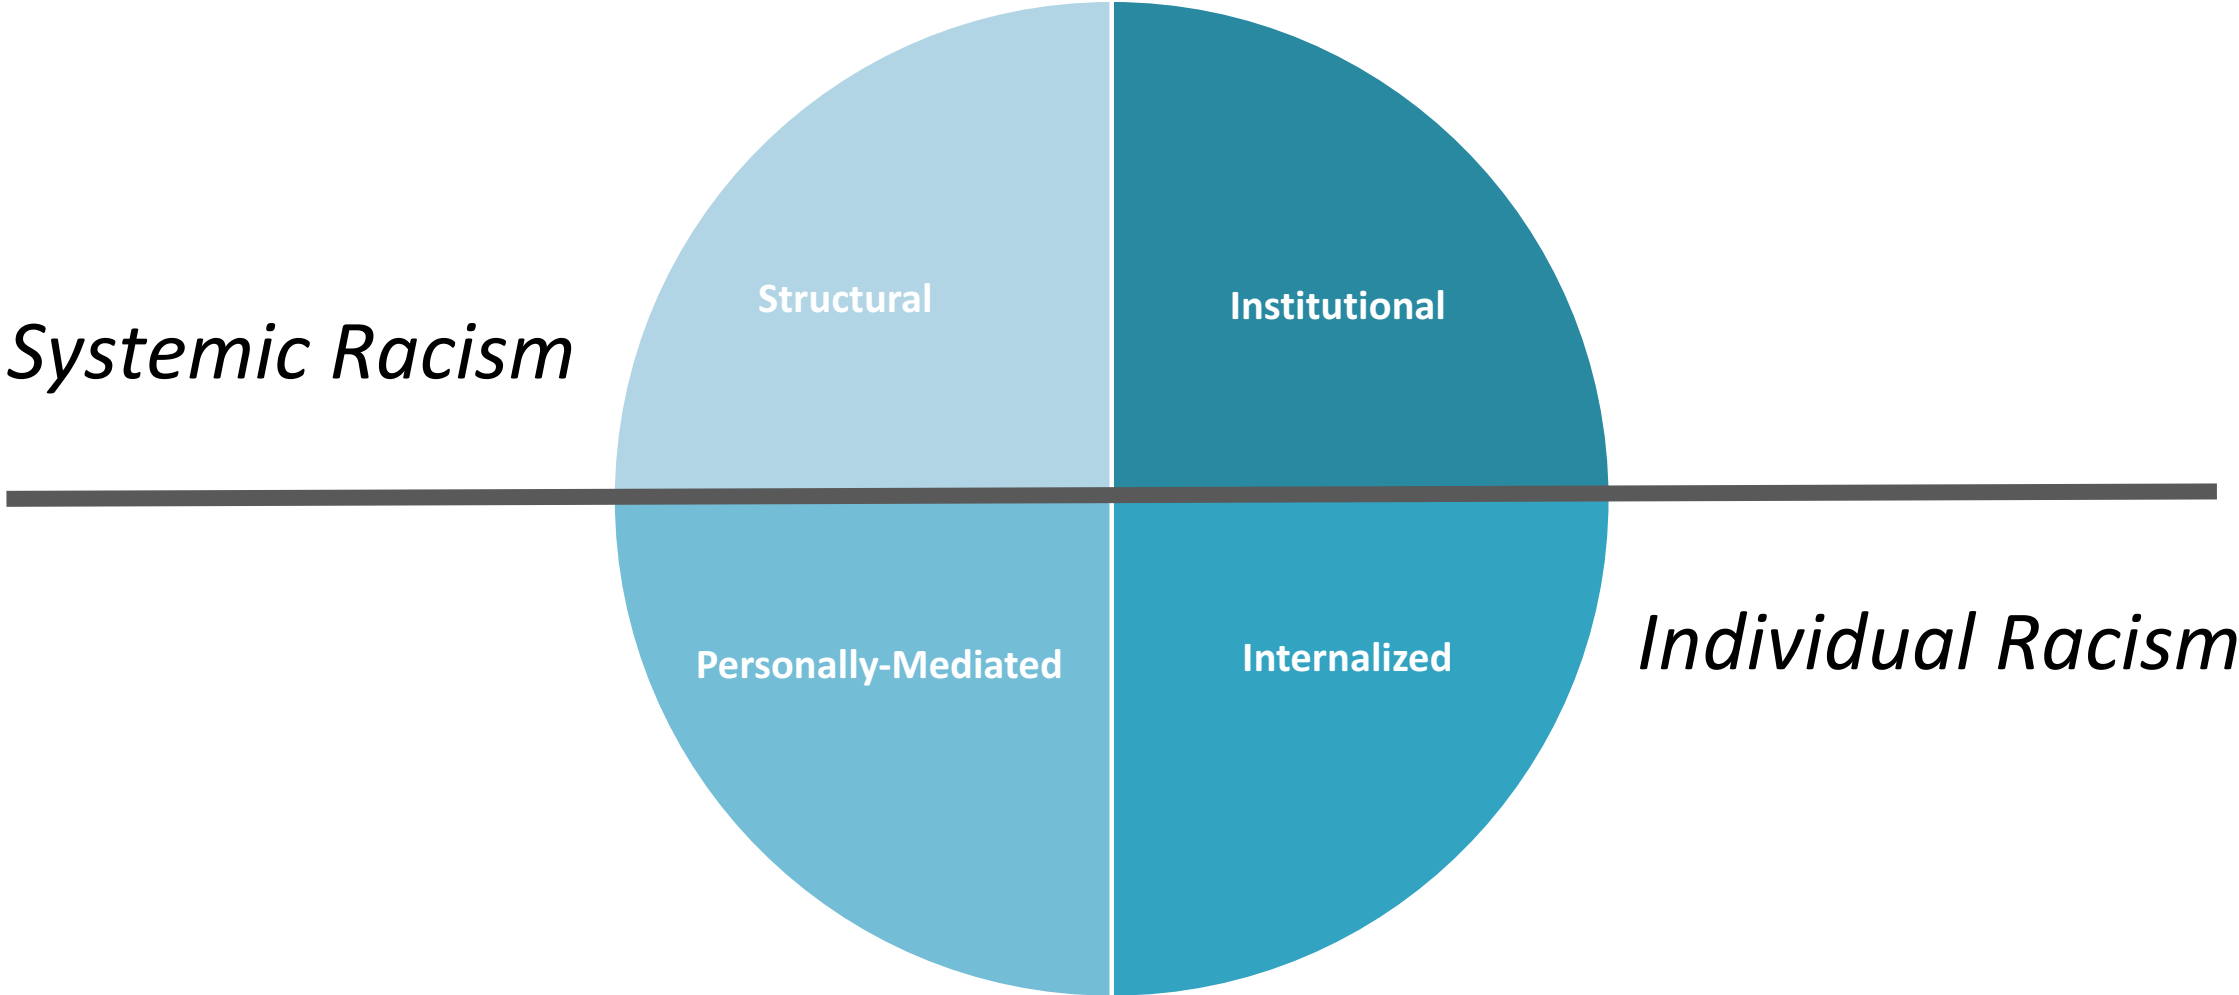 Structural
Institutional
Systemic Racism
Personally-Mediated
Internalized
Individual Racism